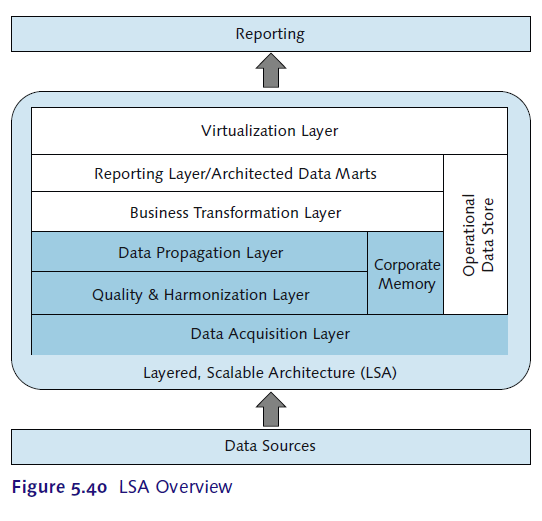 Reporting
Virtualization Layer
Reporting Layer/Architected Data Marts
Business Transformation Layer
Data Propagation Layer
Quality & Harmonization Layer
Corporate
Memory
Operational
Data Store
Data Acquisition Layer
Layered, Scalable Architecture (LSA)
Data Sources
Figure 5.40 LSA Overview